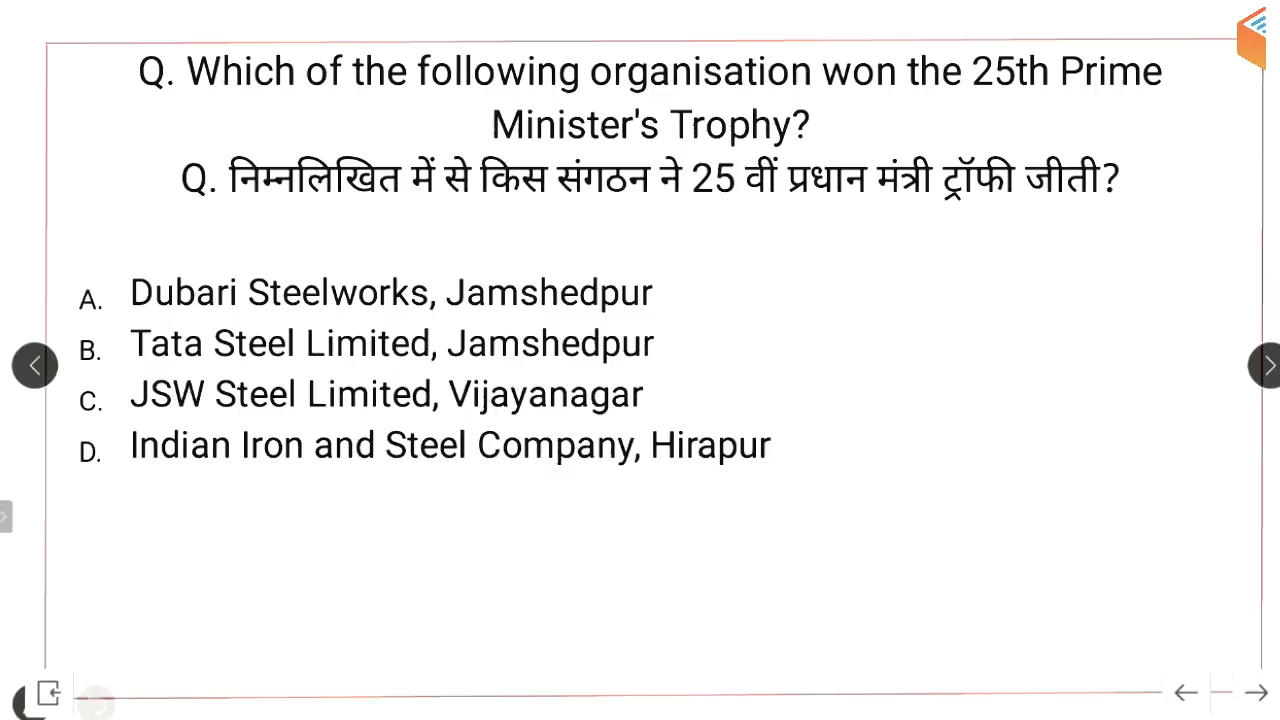 Q. Which of the following organisation won the 25th Prime
Minister's Trophy?
Q. निम्नलिखित में से किस संगठन ने 25 वीं प्रधान मंत्री ट्रॉफी जीती?
A. Dubari Steelworks, Jamshedpur
B. Tata Steel Limited, Jamshedpur
C. JSW Steel Limited, Vijayanagar
D. Indian Iron and Steel Company, Hirapur